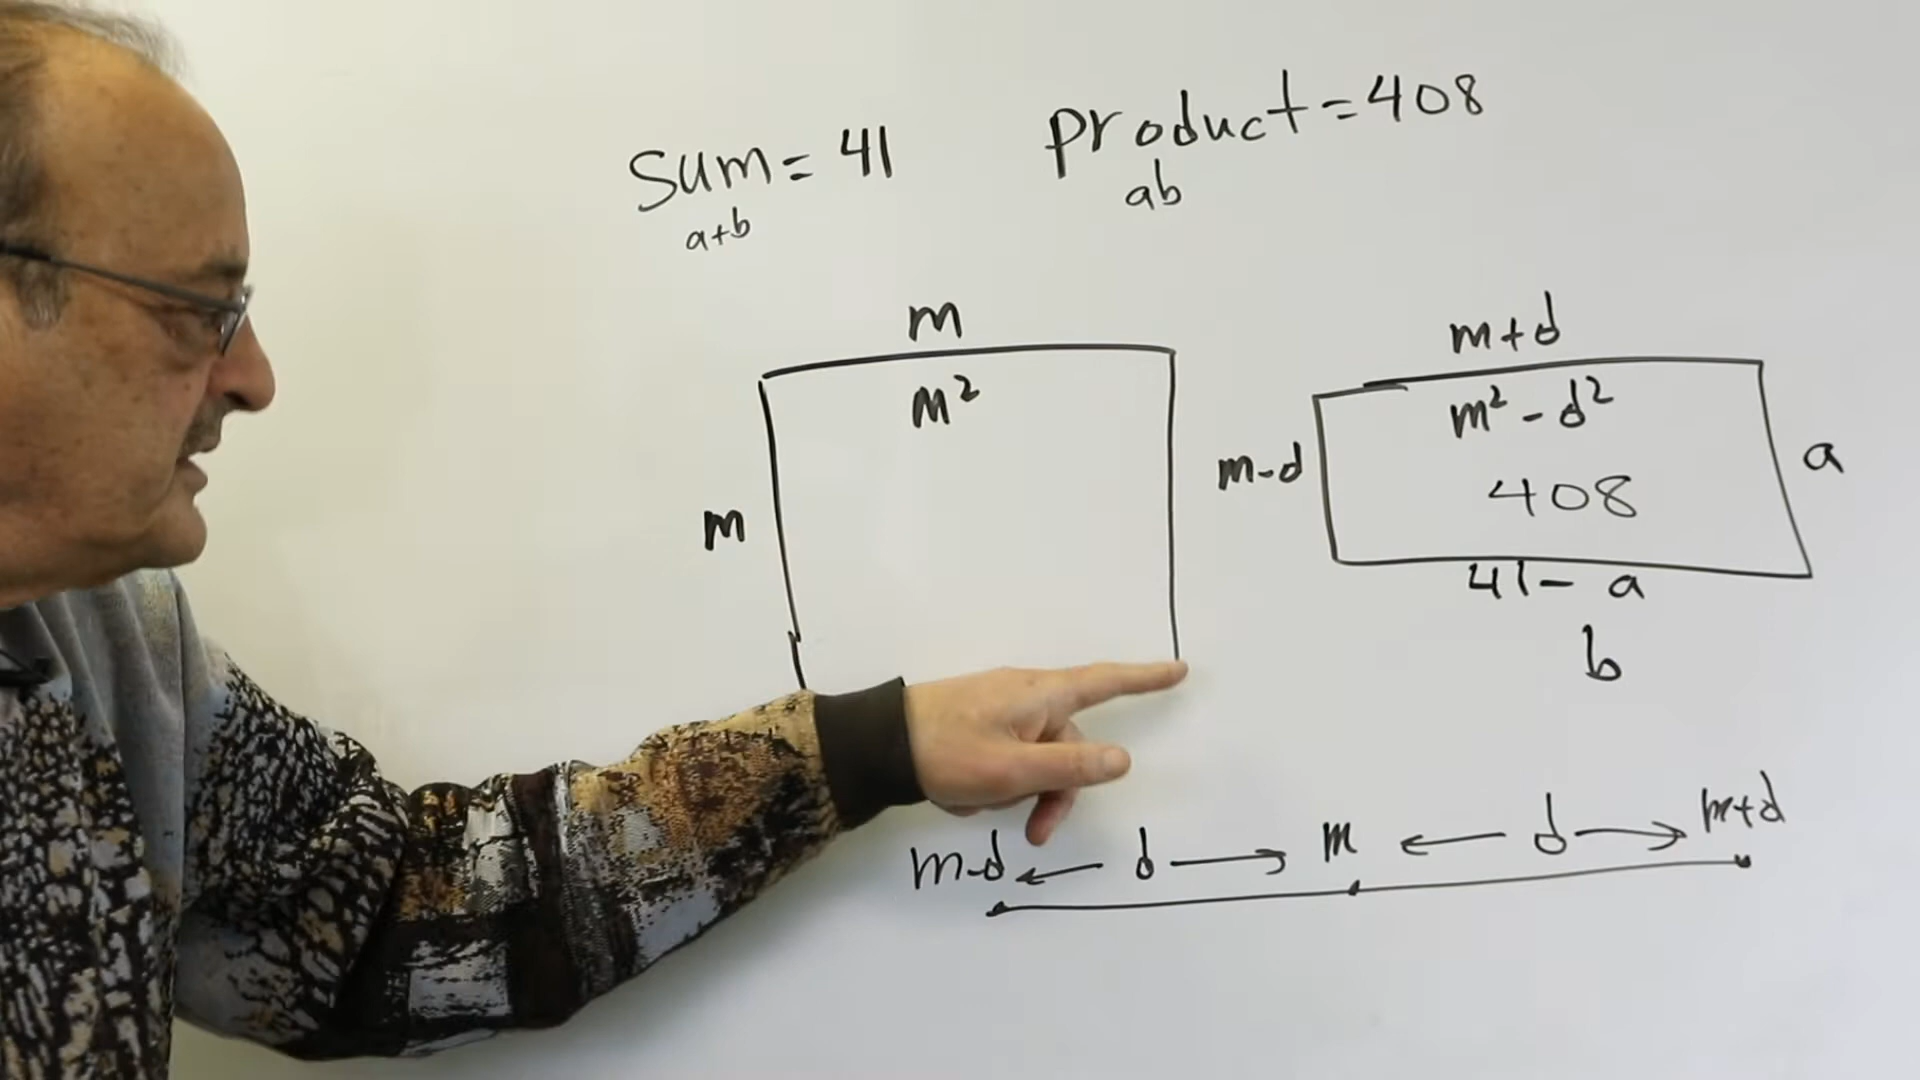 Sum = 41
a+b
Product = 408
ab
m
m²
m
m+d
m² - d²
m-d
408
a
41 - a
b
m-d ← d → m ← d → m+d